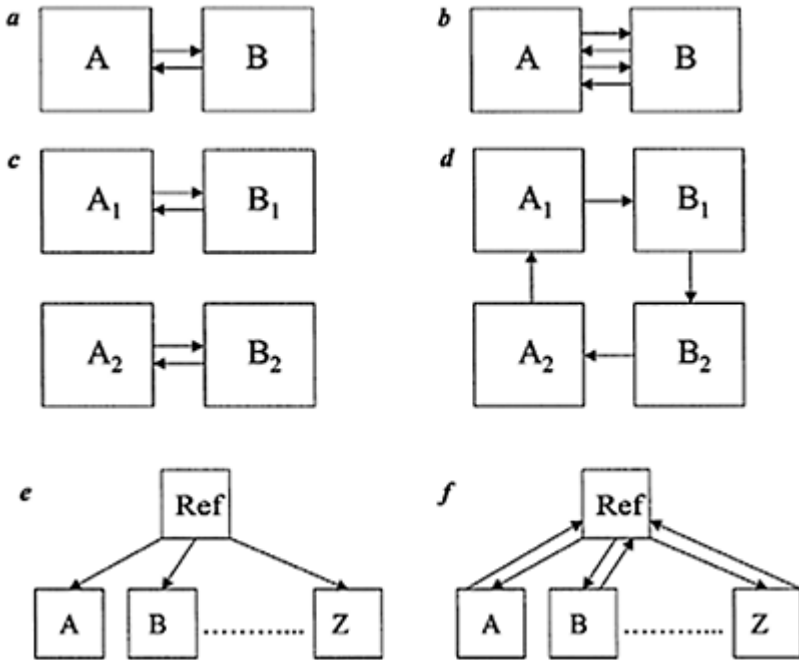 a b
A B A B
c d
A₁ B₁ A₁ B₁
A₂ B₂ A₂ B₂
e f
Ref Ref
A B ............ Z A B ............ Z